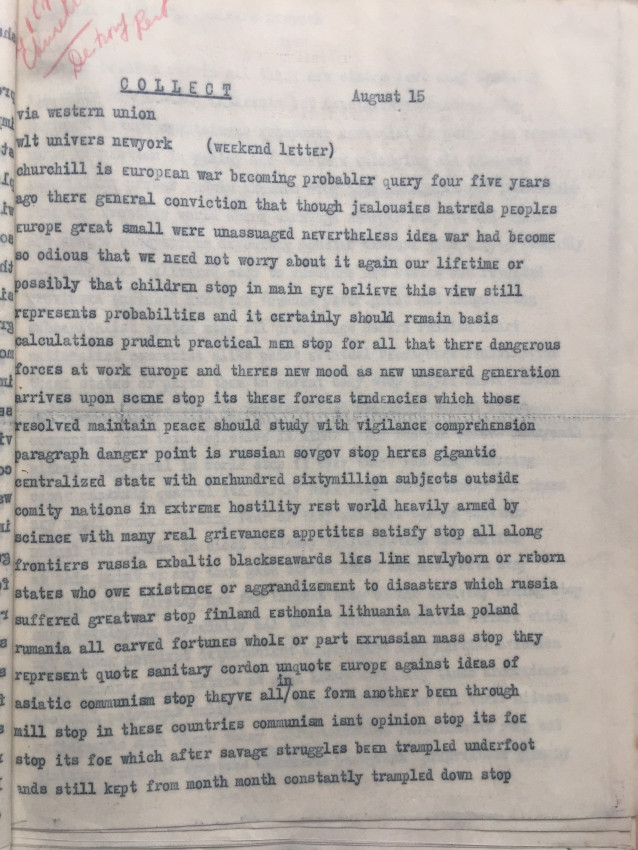 Detroy Red
COLLECT August 15
via western union
wlt univers newyork (weekend letter)
churchill is european war becoming probabler query four five years
ago there general conviction that though jealousies hatreds peoples
europe great small were unassuaged nevertheless idea war had become
so odious that we need not worry about it again our lifetime or
possibly that children stop in main eye believe this view still
represents probabilties and it certainly should remain basis
calculations prudent practical men stop for all that there dangerous
forces at work europe and theres new mood as new unseared generation
arrives upon scene stop its these forces tendencies which those
resolved maintain peace should study with vigilance comprehension
paragraph danger point is russian sovgov stop heres gigantic
centralized state with onehundred sixtymillion subjects outside
comity nations in extreme hostility rest world heavily armed by
science with many real grievances appetites satisfy stop all along
frontiers russia exbaltic blackseawards lies line newlyborn or reborn
states who owe existence or aggrandizement to disasters which russia
suffered greatwar stop finland esthonia lithuania latvia poland
rumania all carved fortunes whole or part exrussian mass stop they
represent quote sanitary cordon unquote europe against ideas of
asiatic communism stop theyve all/in one form another been through
mill stop in these countries communism isnt opinion stop its foe
stop its foe which after savage struggles been trampled underfoot
ands still kept from month month constantly trampled down stop